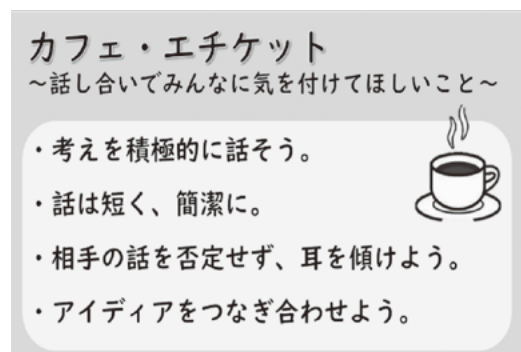 カフェ・エチケット
～話し合いでみんなに気を付けてほしいこと～
・考えを積極的に話そう。
・話は短く、簡潔に。
・相手の話を否定せず、耳を傾けよう。
・アイディアをつなぎ合わせよう。